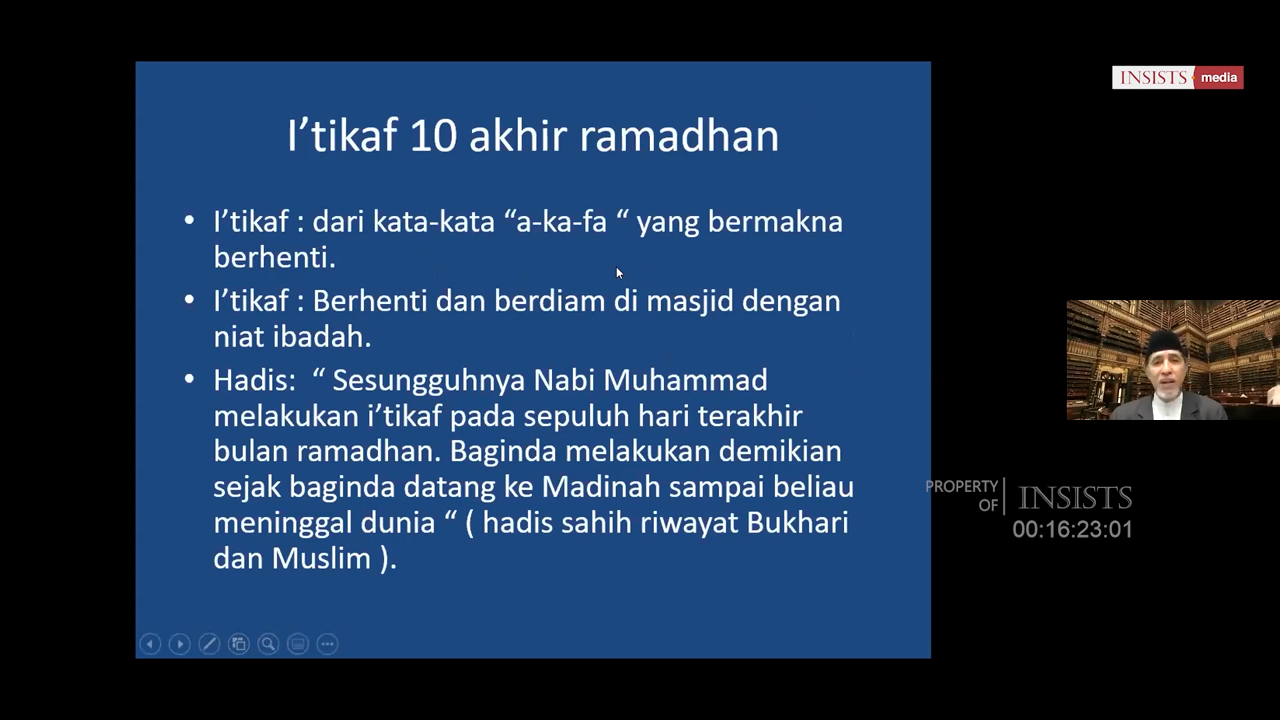 INSISTS media
I’tikaf 10 akhir ramadhan
• I’tikaf : dari kata-kata “a-ka-fa “ yang bermakna
berhenti.
• I’tikaf : Berhenti dan berdiam di masjid dengan
niat ibadah.
• Hadis: “ Sesungguhnya Nabi Muhammad
melakukan i’tikaf pada sepuluh hari terakhir
bulan ramadhan. Baginda melakukan demikian
sejak baginda datang ke Madinah sampai beliau
meninggal dunia “ ( hadis sahih riwayat Bukhari
dan Muslim ).
PROPERTY
OF
INSISTS
00:16:23:01